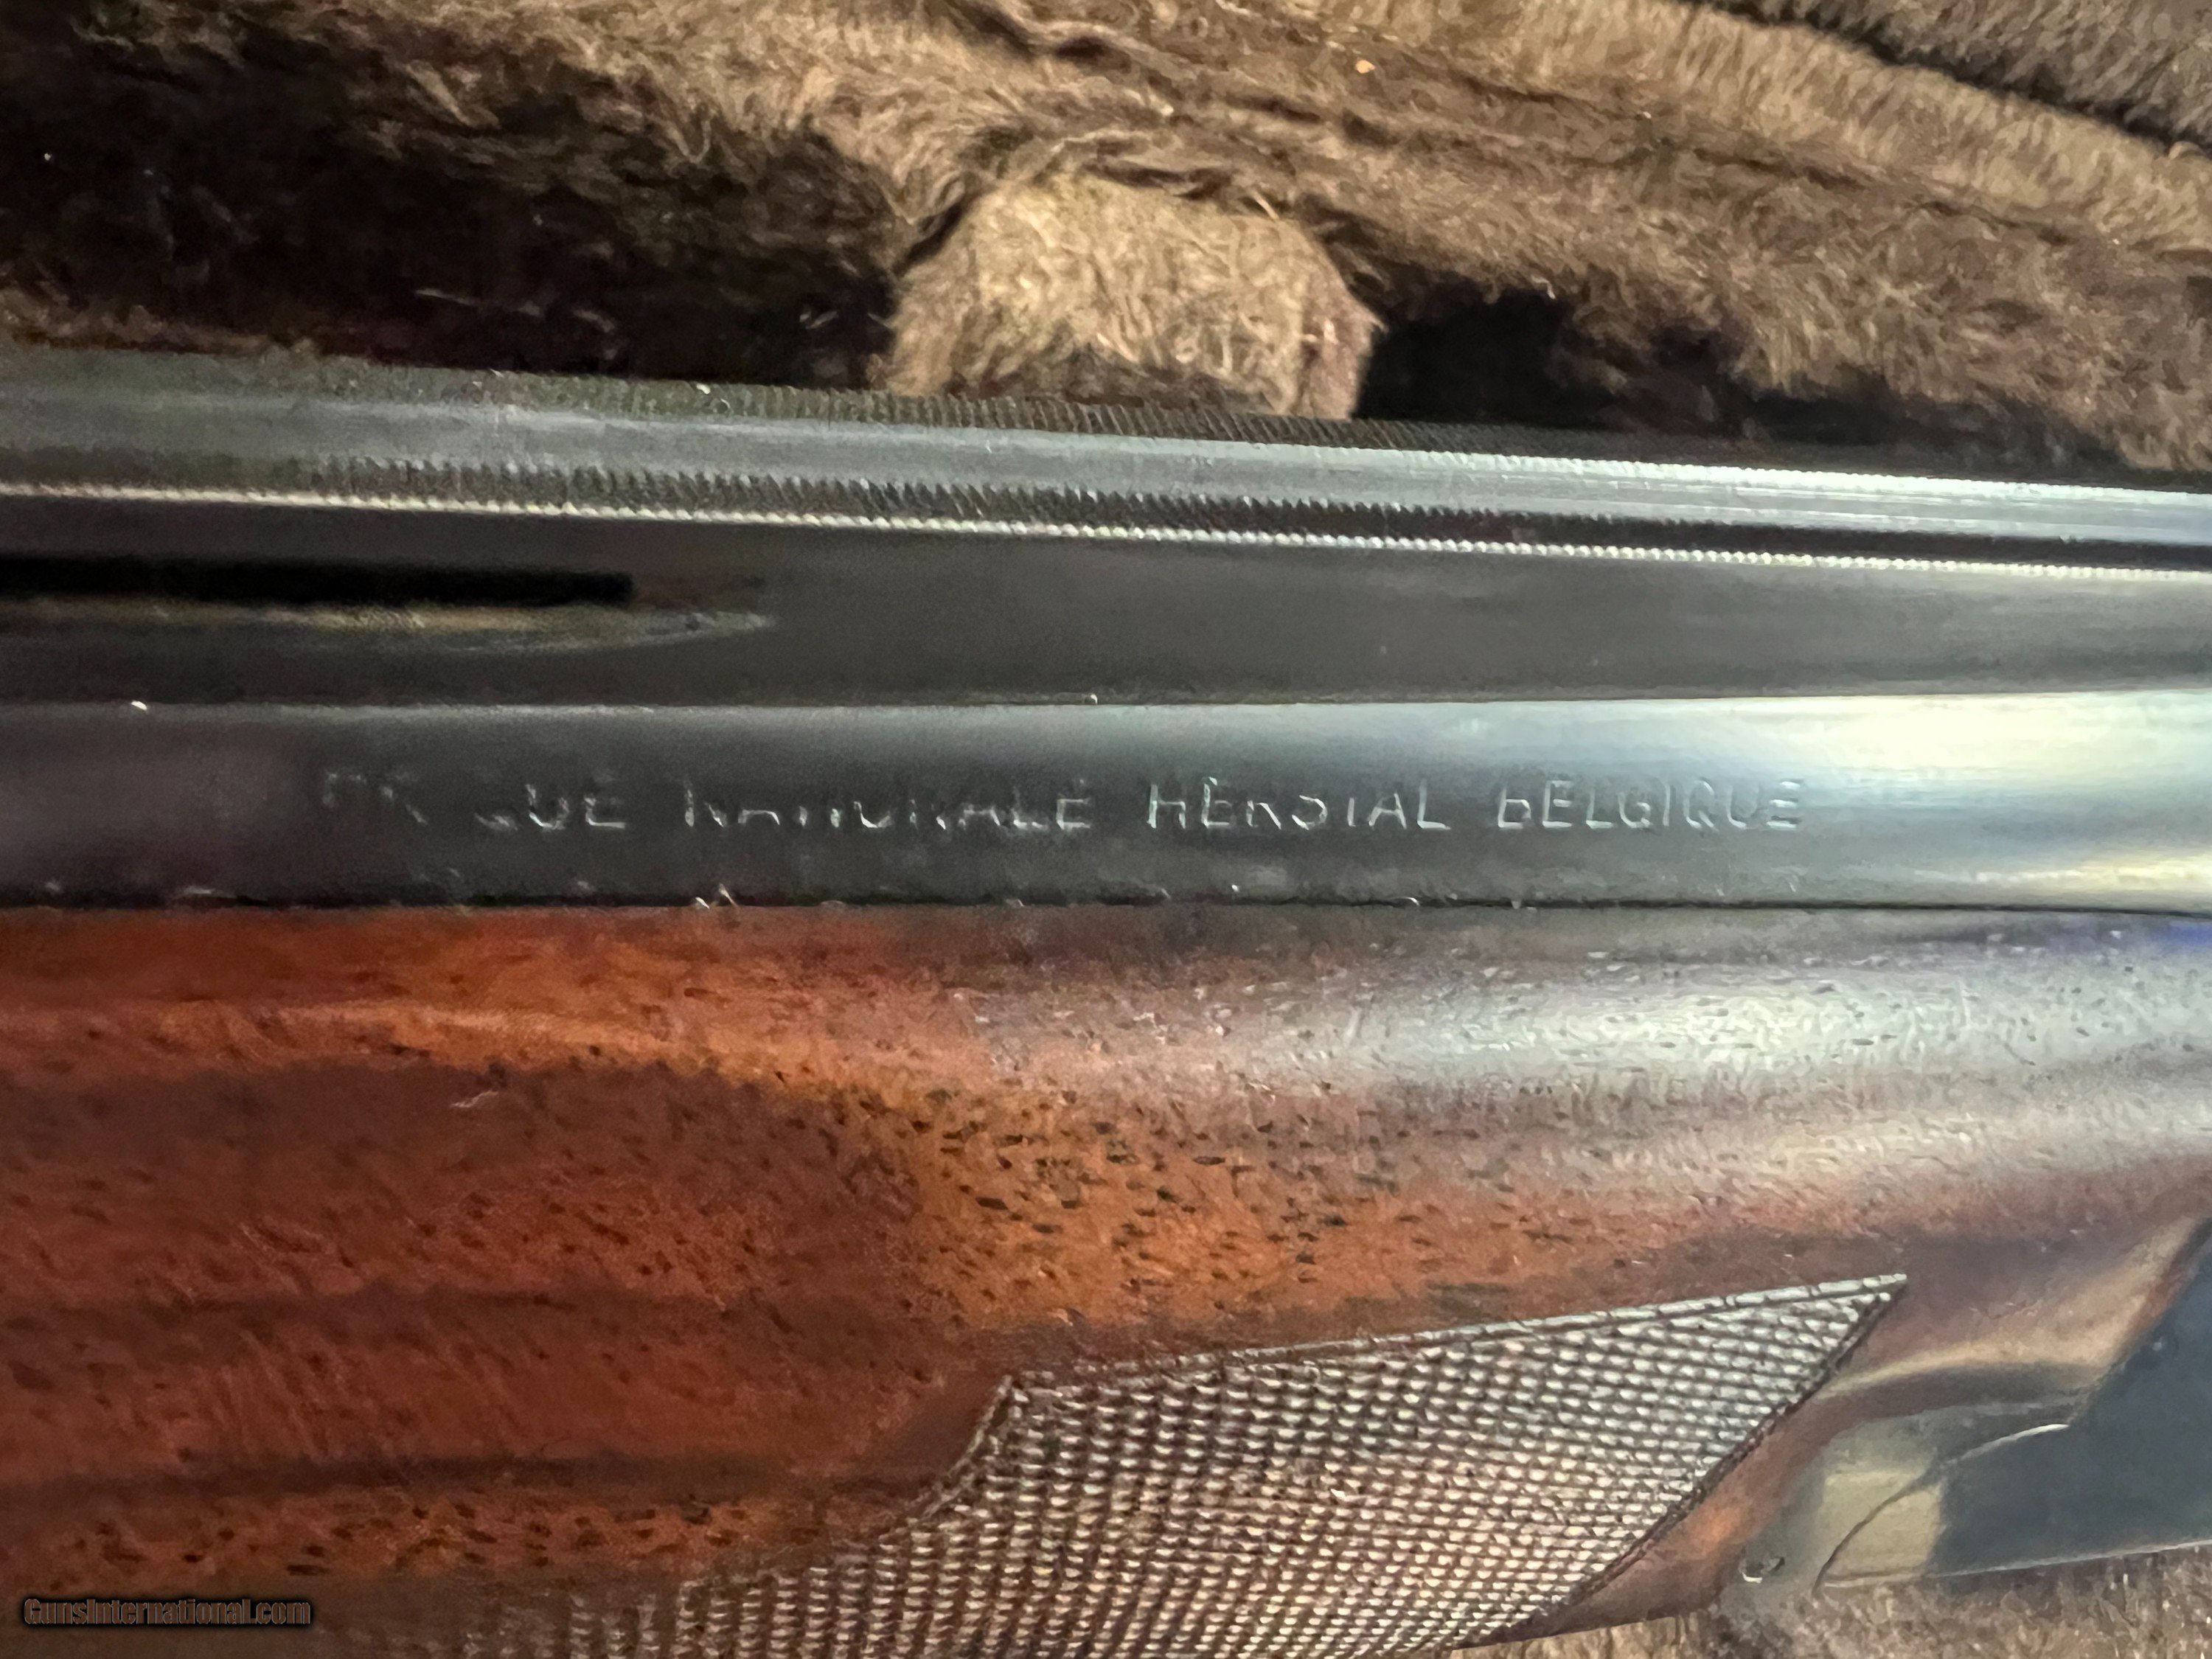 NATIONALE HERSTAL BELGIQUE
GunsInternational.com